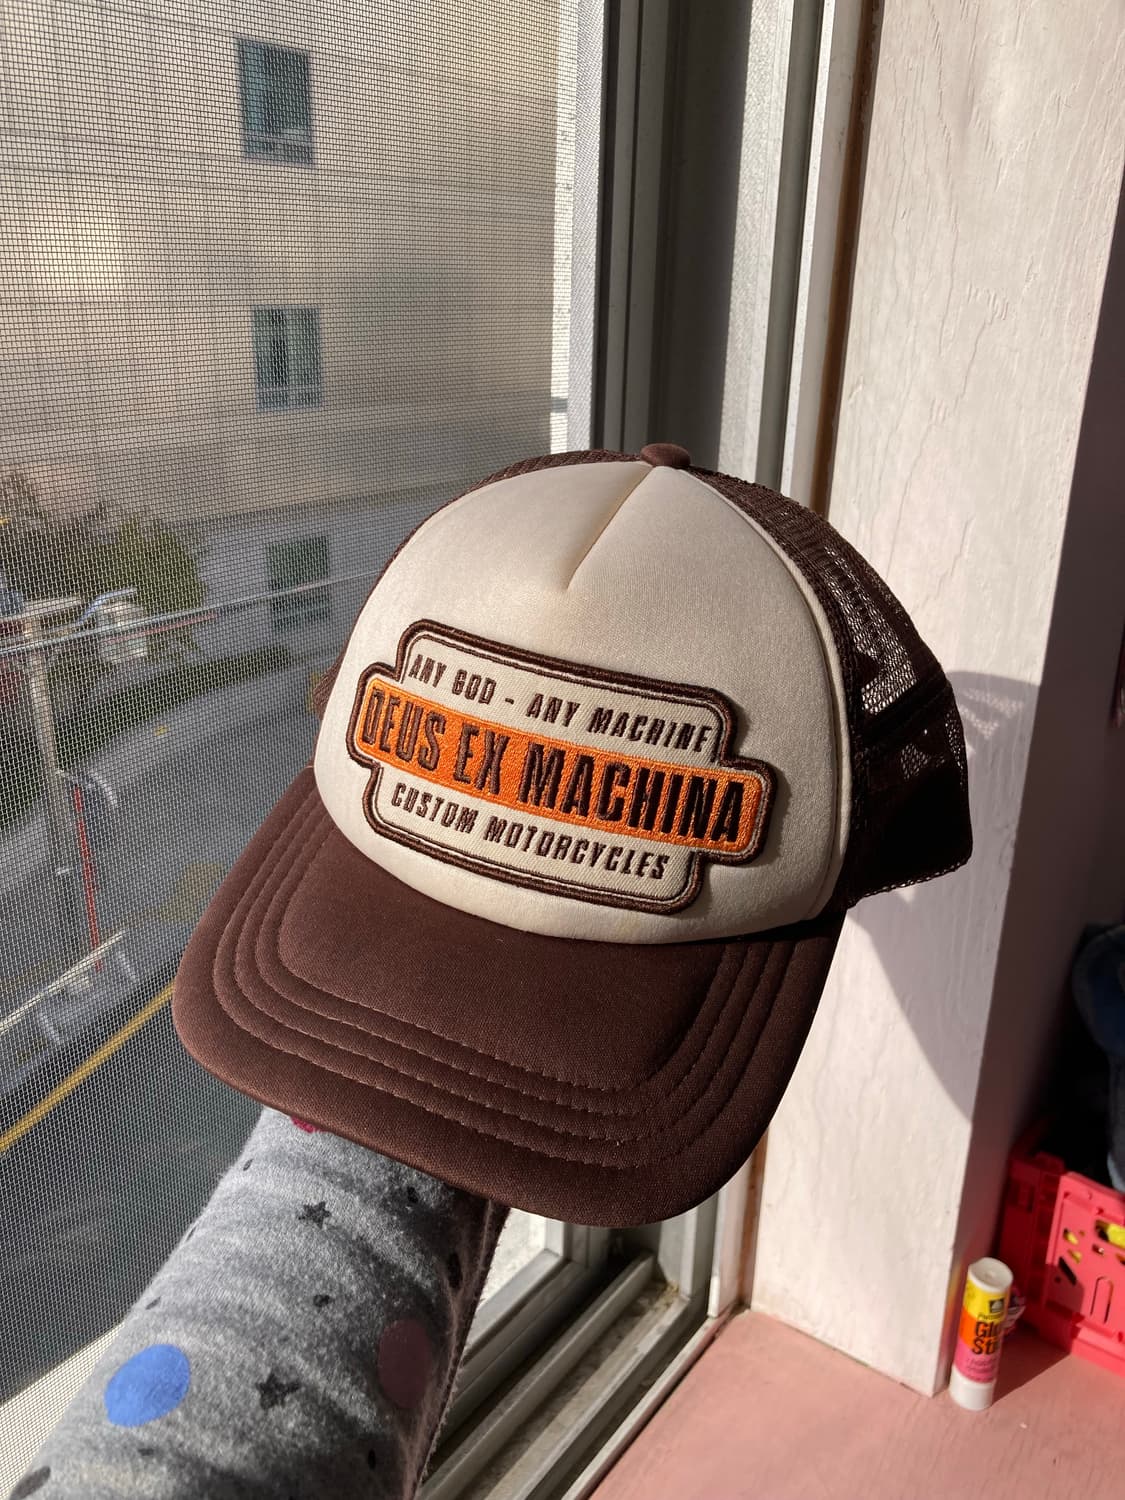 ANY GOD - ANY MACHINE
DEUS EX MACHINA
CUSTOM MOTORCYCLES